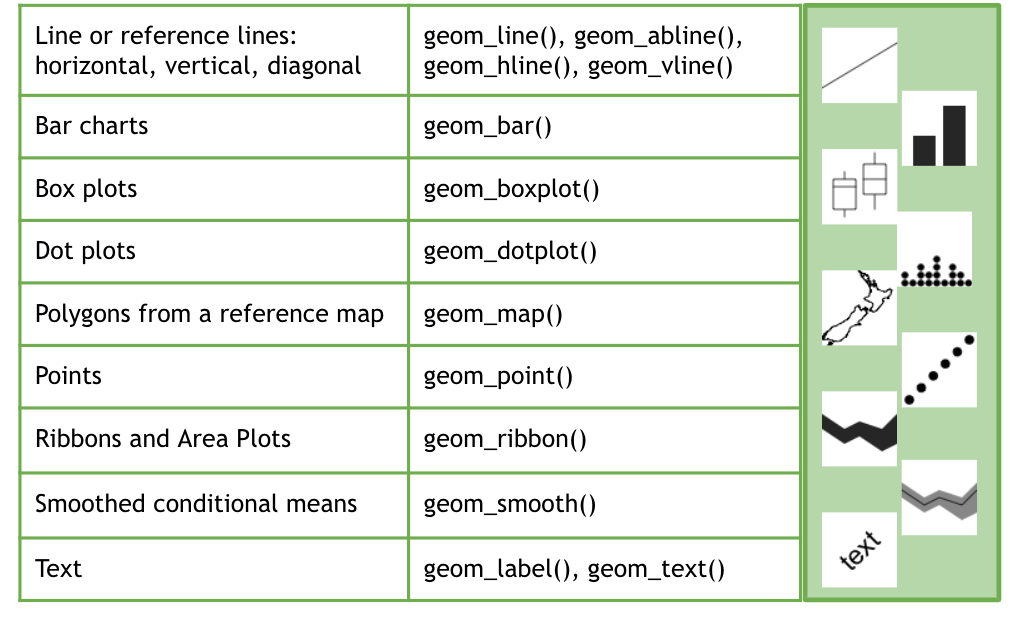 Line or reference lines:
horizontal, vertical, diagonal
geom_line(), geom_abline(),
geom_hline(), geom_vline()
Bar charts
geom_bar()
Box plots
geom_boxplot()
Dot plots
geom_dotplot()
Polygons from a reference map
geom_map()
Points
geom_point()
Ribbons and Area Plots
geom_ribbon()
Smoothed conditional means
geom_smooth()
Text
geom_label(), geom_text()
text